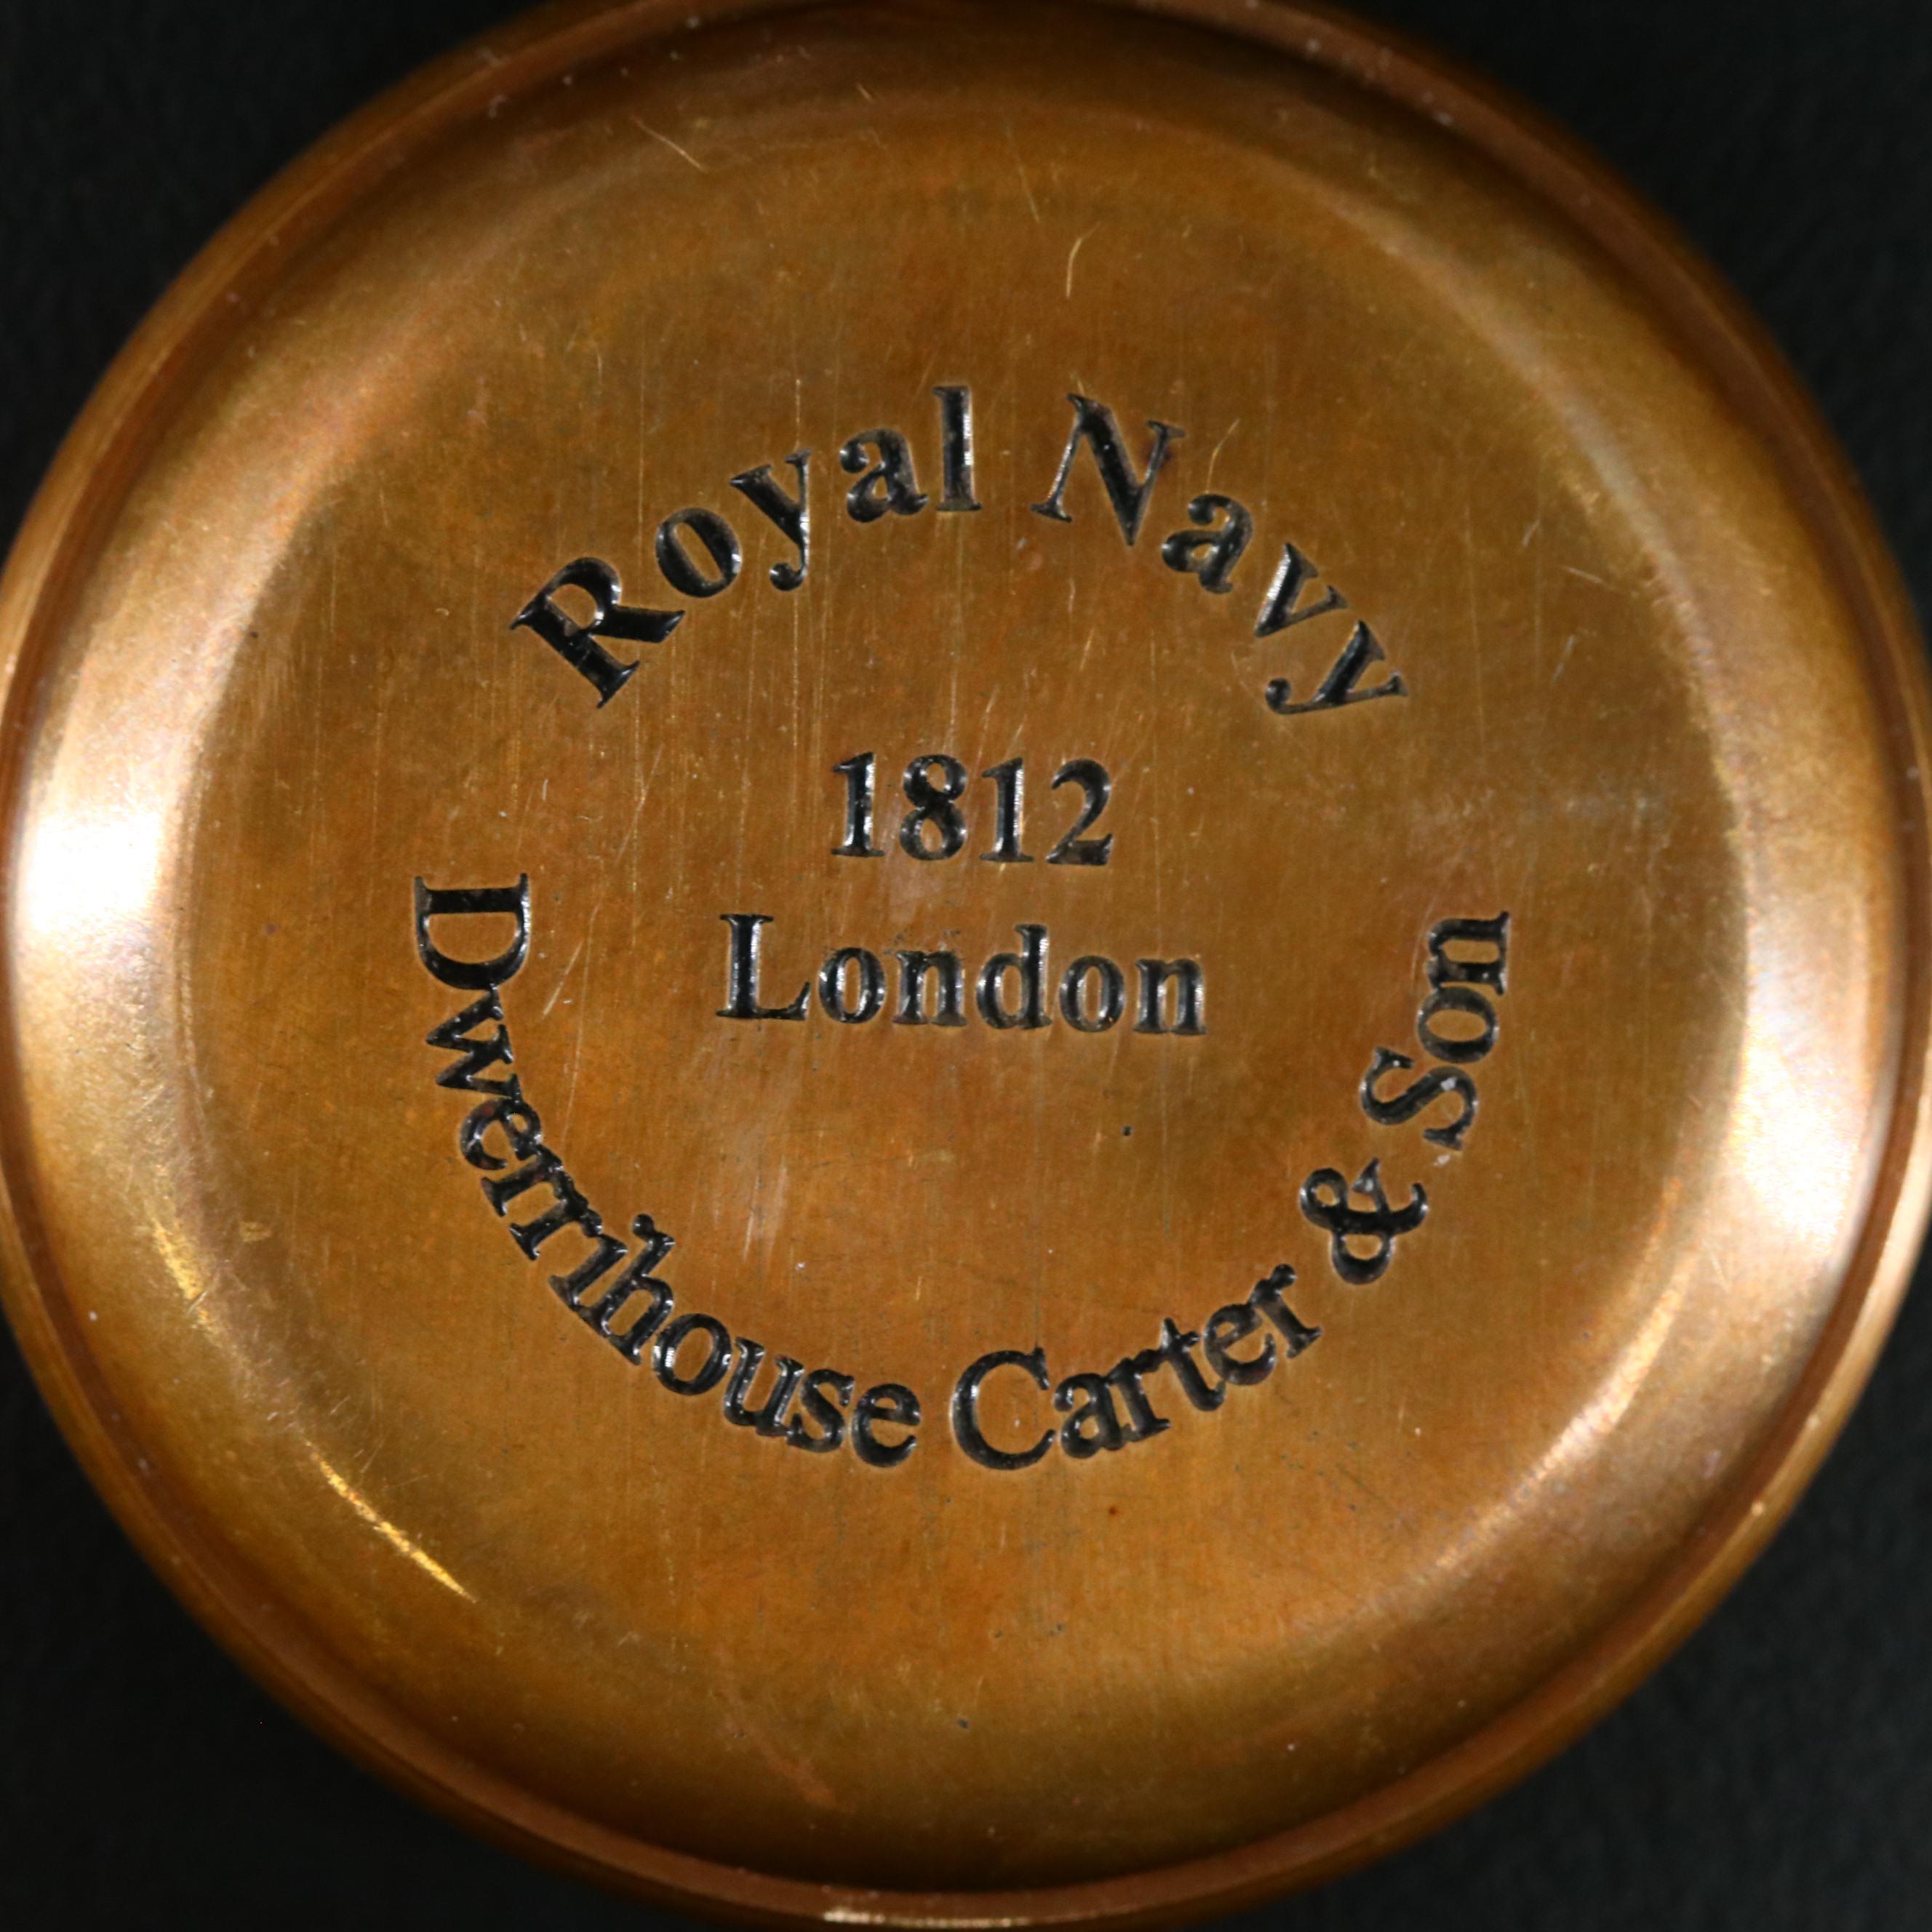 Royal Navy
1812
London
Dwerrihouse Carter & Son